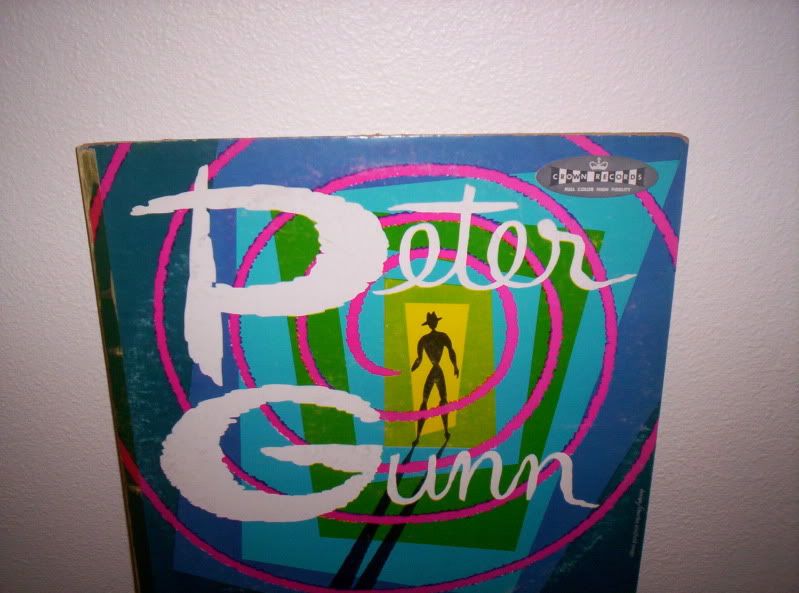 CROWN RECORDS
FULL COLOR HIGH FIDELITY
Peter
Gunn